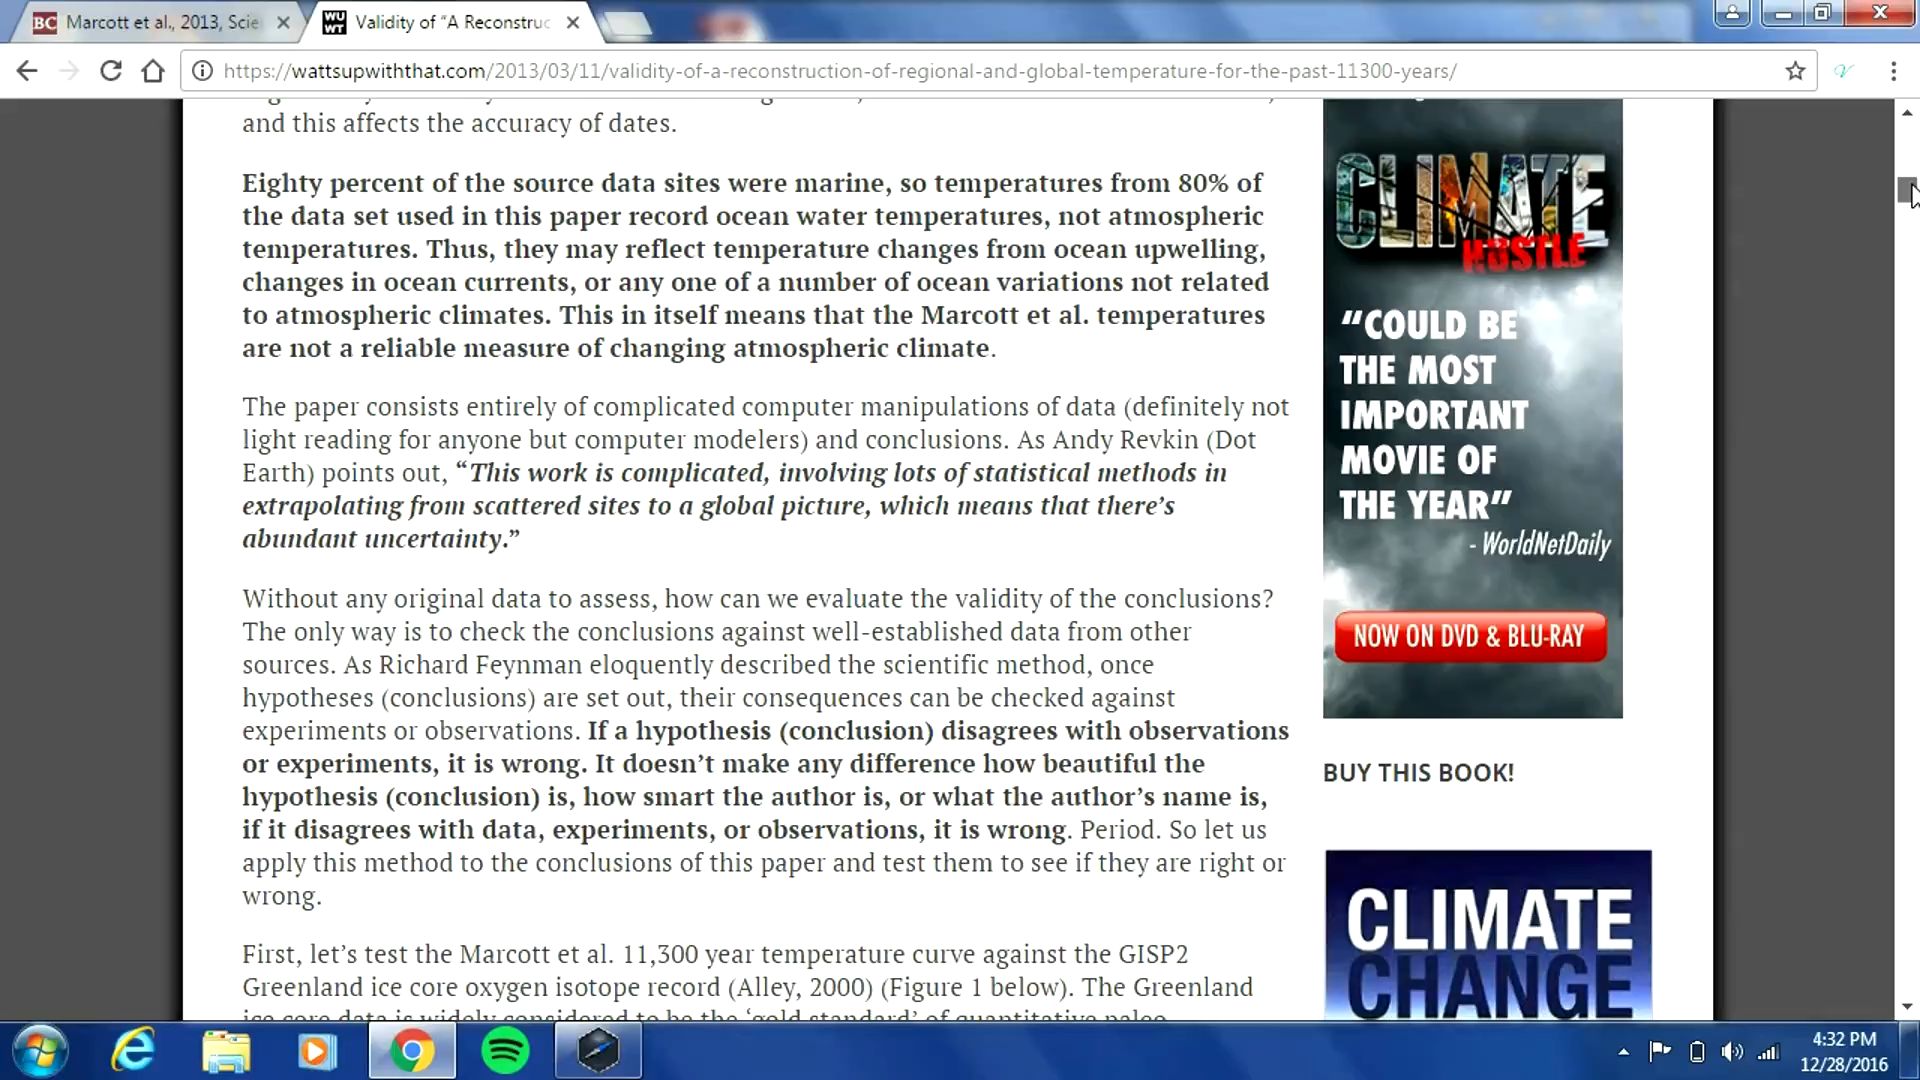 Marcott et al., 2013, Scie
Validity of “A Reconstruc
https://wattsupwiththat.com/2013/03/11/validity-of-a-reconstruction-of-regional-and-global-temperature-for-the-past-11300-years/
and this affects the accuracy of dates.
Eighty percent of the source data sites were marine, so temperatures from 80% of
the data set used in this paper record ocean water temperatures, not atmospheric
temperatures. Thus, they may reflect temperature changes from ocean upwelling,
changes in ocean currents, or any one of a number of ocean variations not related
to atmospheric climates. This in itself means that the Marcott et al. temperatures
are not a reliable measure of changing atmospheric climate.
The paper consists entirely of complicated computer manipulations of data (definitely not
light reading for anyone but computer modelers) and conclusions. As Andy Revkin (Dot
Earth) points out, “This work is complicated, involving lots of statistical methods in
extrapolating from scattered sites to a global picture, which means that there’s
abundant uncertainty.”
Without any original data to assess, how can we evaluate the validity of the conclusions?
The only way is to check the conclusions against well-established data from other
sources. As Richard Feynman eloquently described the scientific method, once
hypotheses (conclusions) are set out, their consequences can be checked against
experiments or observations. If a hypothesis (conclusion) disagrees with observations
or experiments, it is wrong. It doesn’t make any difference how beautiful the
hypothesis (conclusion) is, how smart the author is, or what the author’s name is,
if it disagrees with data, experiments, or observations, it is wrong. Period. So let us
apply this method to the conclusions of this paper and test them to see if they are right or
wrong.
First, let’s test the Marcott et al. 11,300 year temperature curve against the GISP2
Greenland ice core oxygen isotope record (Alley, 2000) (Figure 1 below). The Greenland
ice core data is widely considered to be the ‘gold standard’ of quantitative paleo
CLIMATE
HUSTLE
“COULD BE
THE MOST
IMPORTANT
MOVIE OF
THE YEAR”
- WorldNetDaily
NOW ON DVD & BLU-RAY
BUY THIS BOOK!
CLIMATE
CHANGE
BC
WU
WT
4:32 PM
12/28/2016